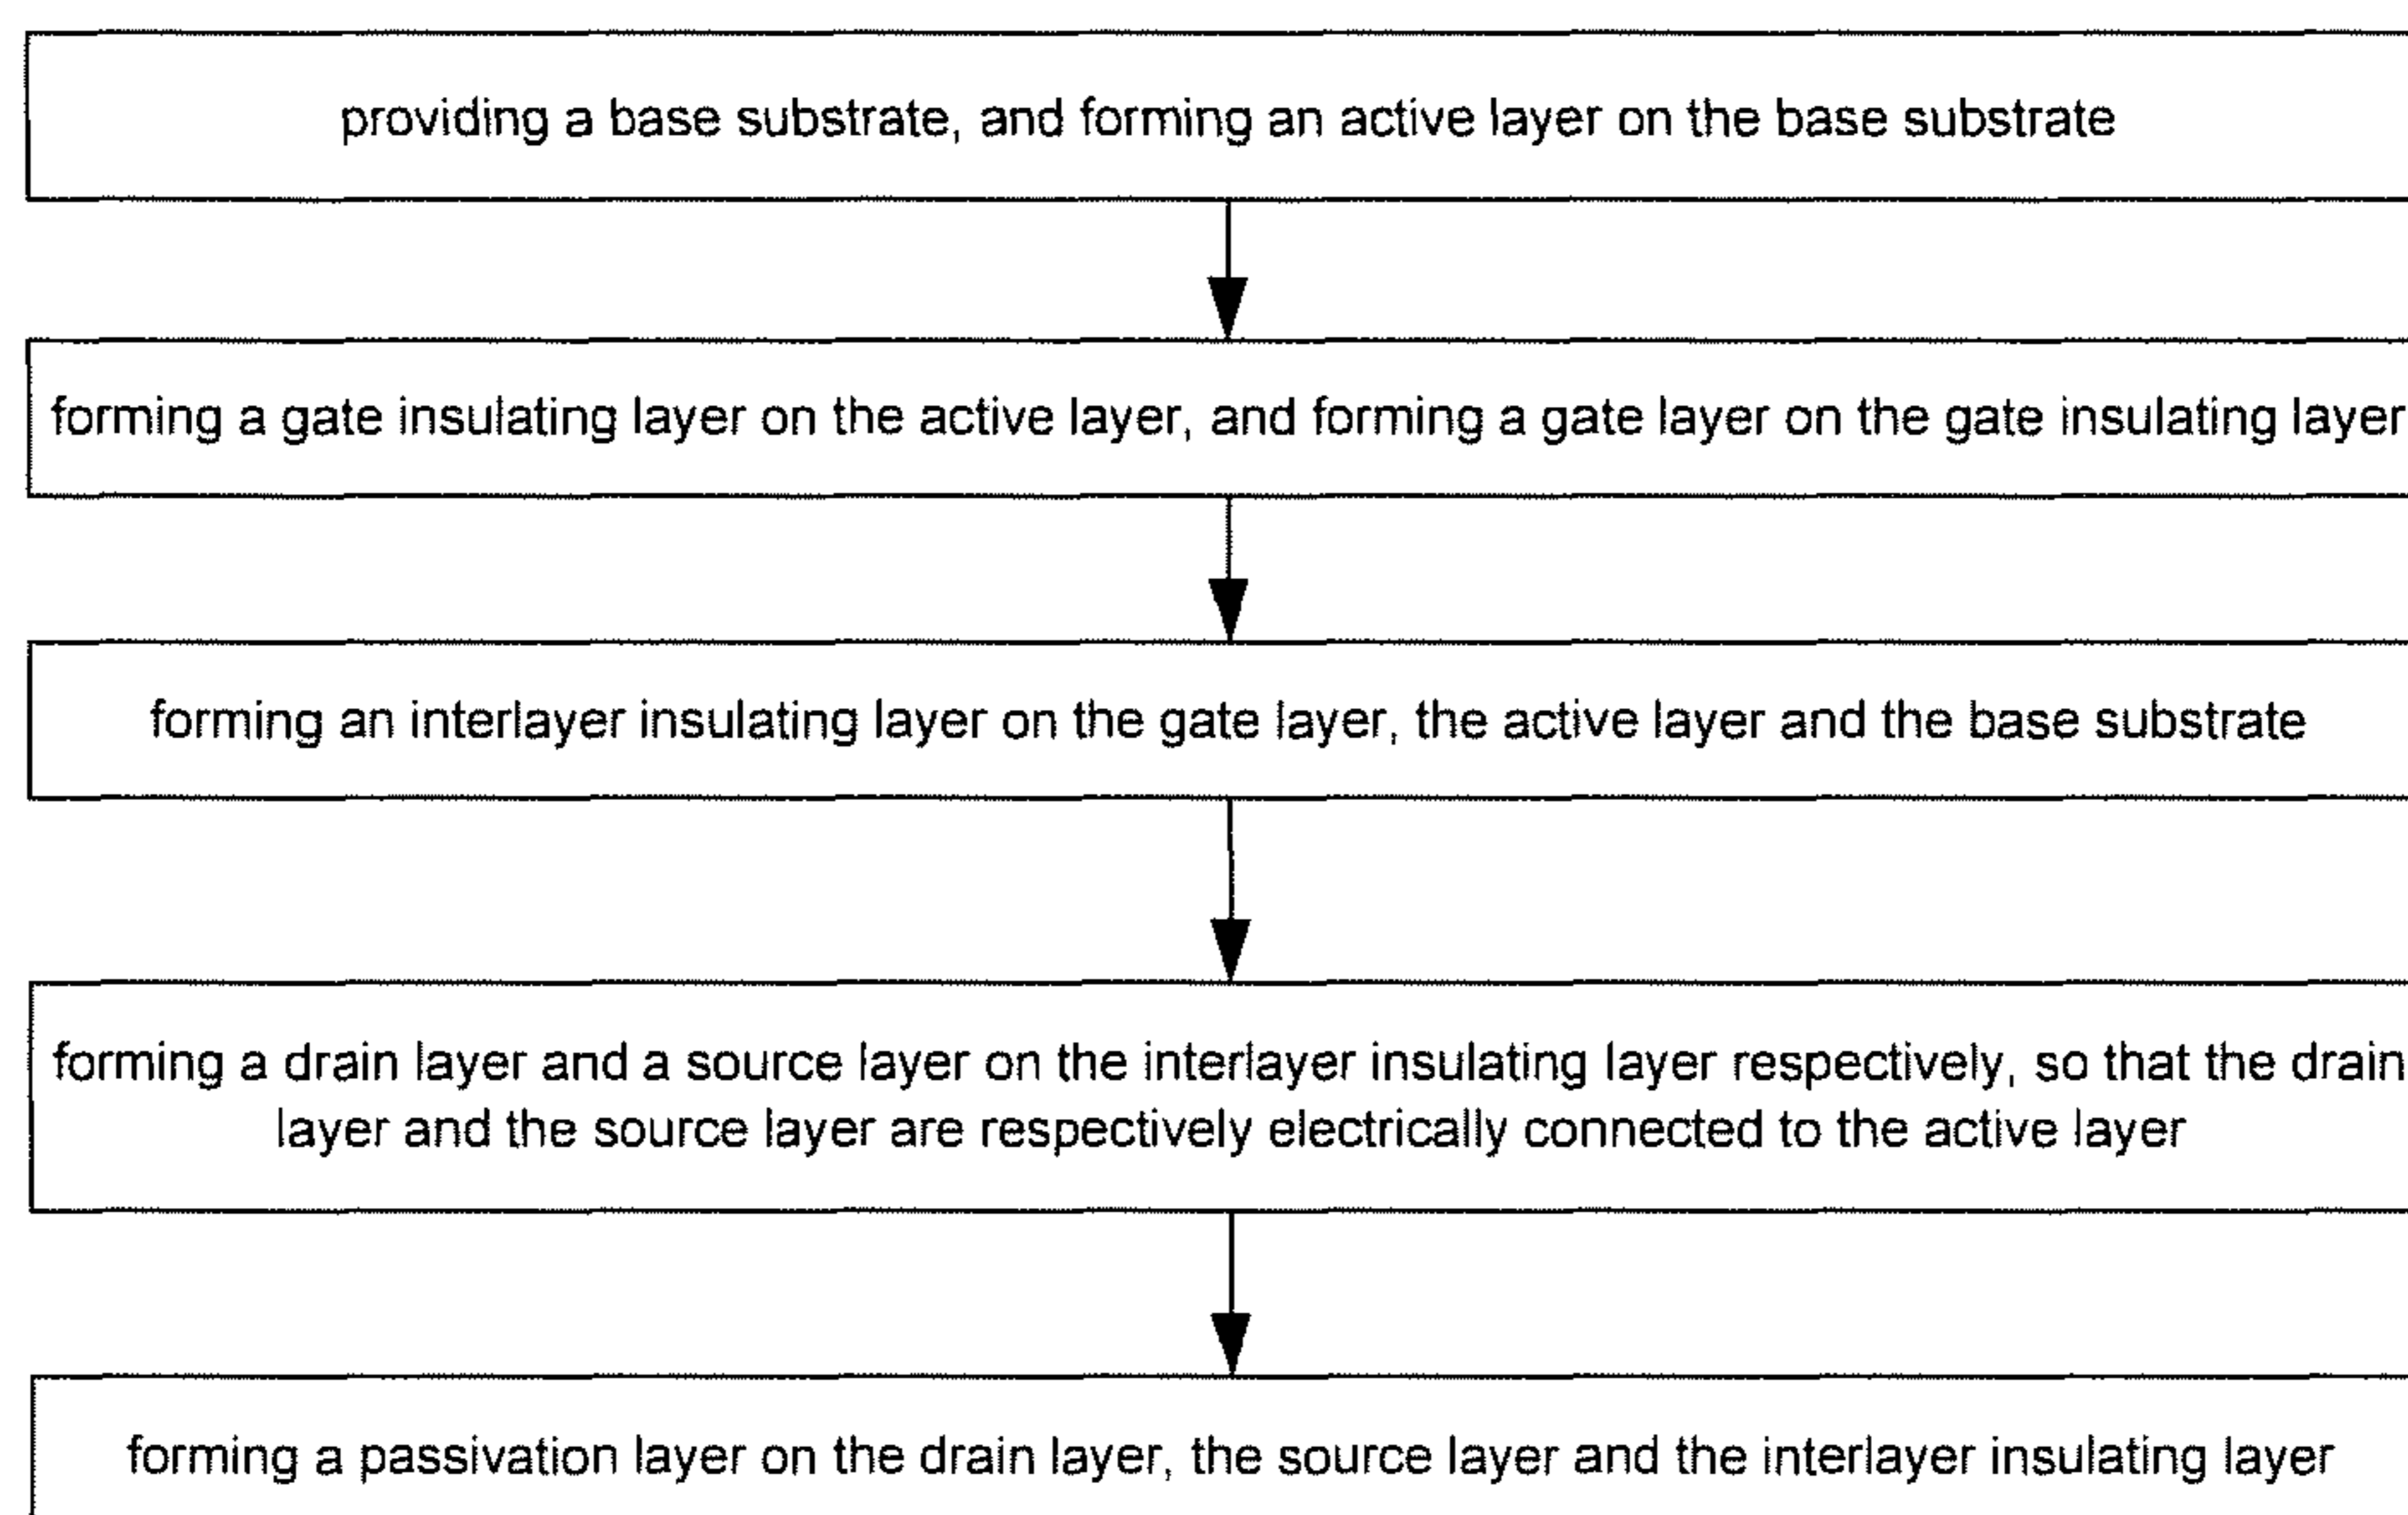 providing a base substrate, and forming an active layer on the base substrate
forming a gate insulating layer on the active layer, and forming a gate layer on the gate insulating layer
forming an interlayer insulating layer on the gate layer, the active layer and the base substrate
forming a drain layer and a source layer on the interlayer insulating layer respectively, so that the drain
layer and the source layer are respectively electrically connected to the active layer
forming a passivation layer on the drain layer, the source layer and the interlayer insulating layer